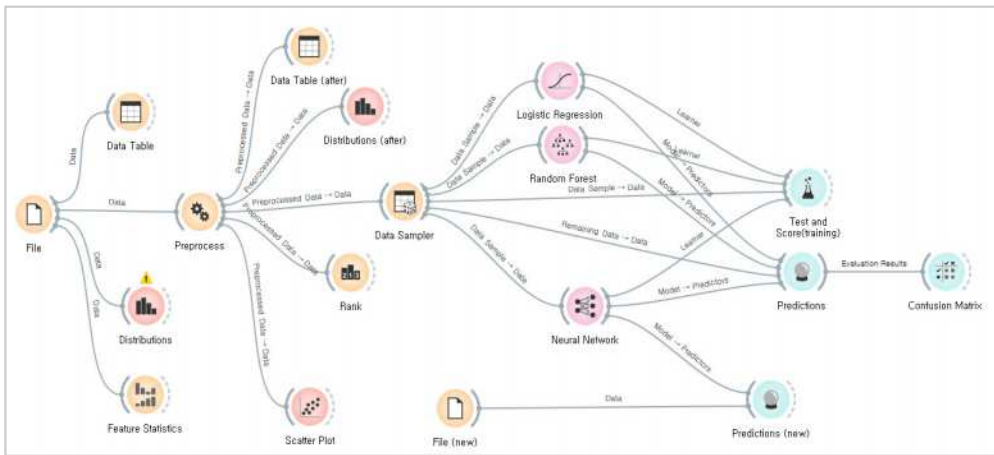 Data Table (after)
Preprocessed Data → Data
Data Table
Data
Preprocessed Data → Data
Distributions (after)
Logistic Regression
Data Sample → Data
Learner
Data Sample → Data
Model → Predictors
Learner
Random Forest
File
Data
Preprocess
Preprocessed Data → Data
Data Sampler
Data Sample → Data
Test and
Score(training)
Model → Predictors
Preprocessed Data → Data
Remaining Data → Data
Learner
Data
Data
Distributions
Rank
Data Sample → Data
Model → Predictors
Predictions
Evaluation Results
Confusion Matrix
Neural Network
Preprocessed Data → Data
Model → Predictors
Feature Statistics
Scatter Plot
File (new)
Data
Predictions (new)